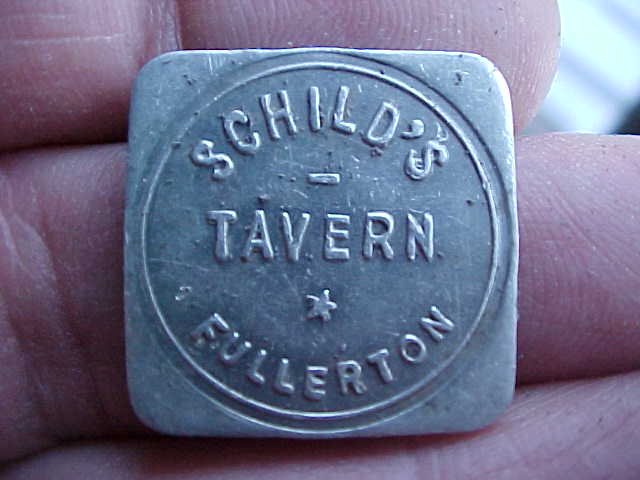 SCHILD'S
-
TAVERN
*
FULLERTON